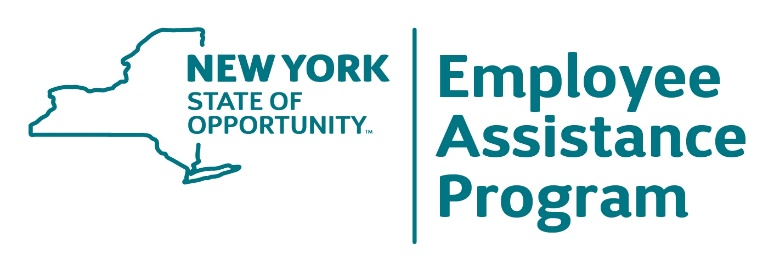 NEW YORK
STATE OF
OPPORTUNITY™
Employee
Assistance
Program